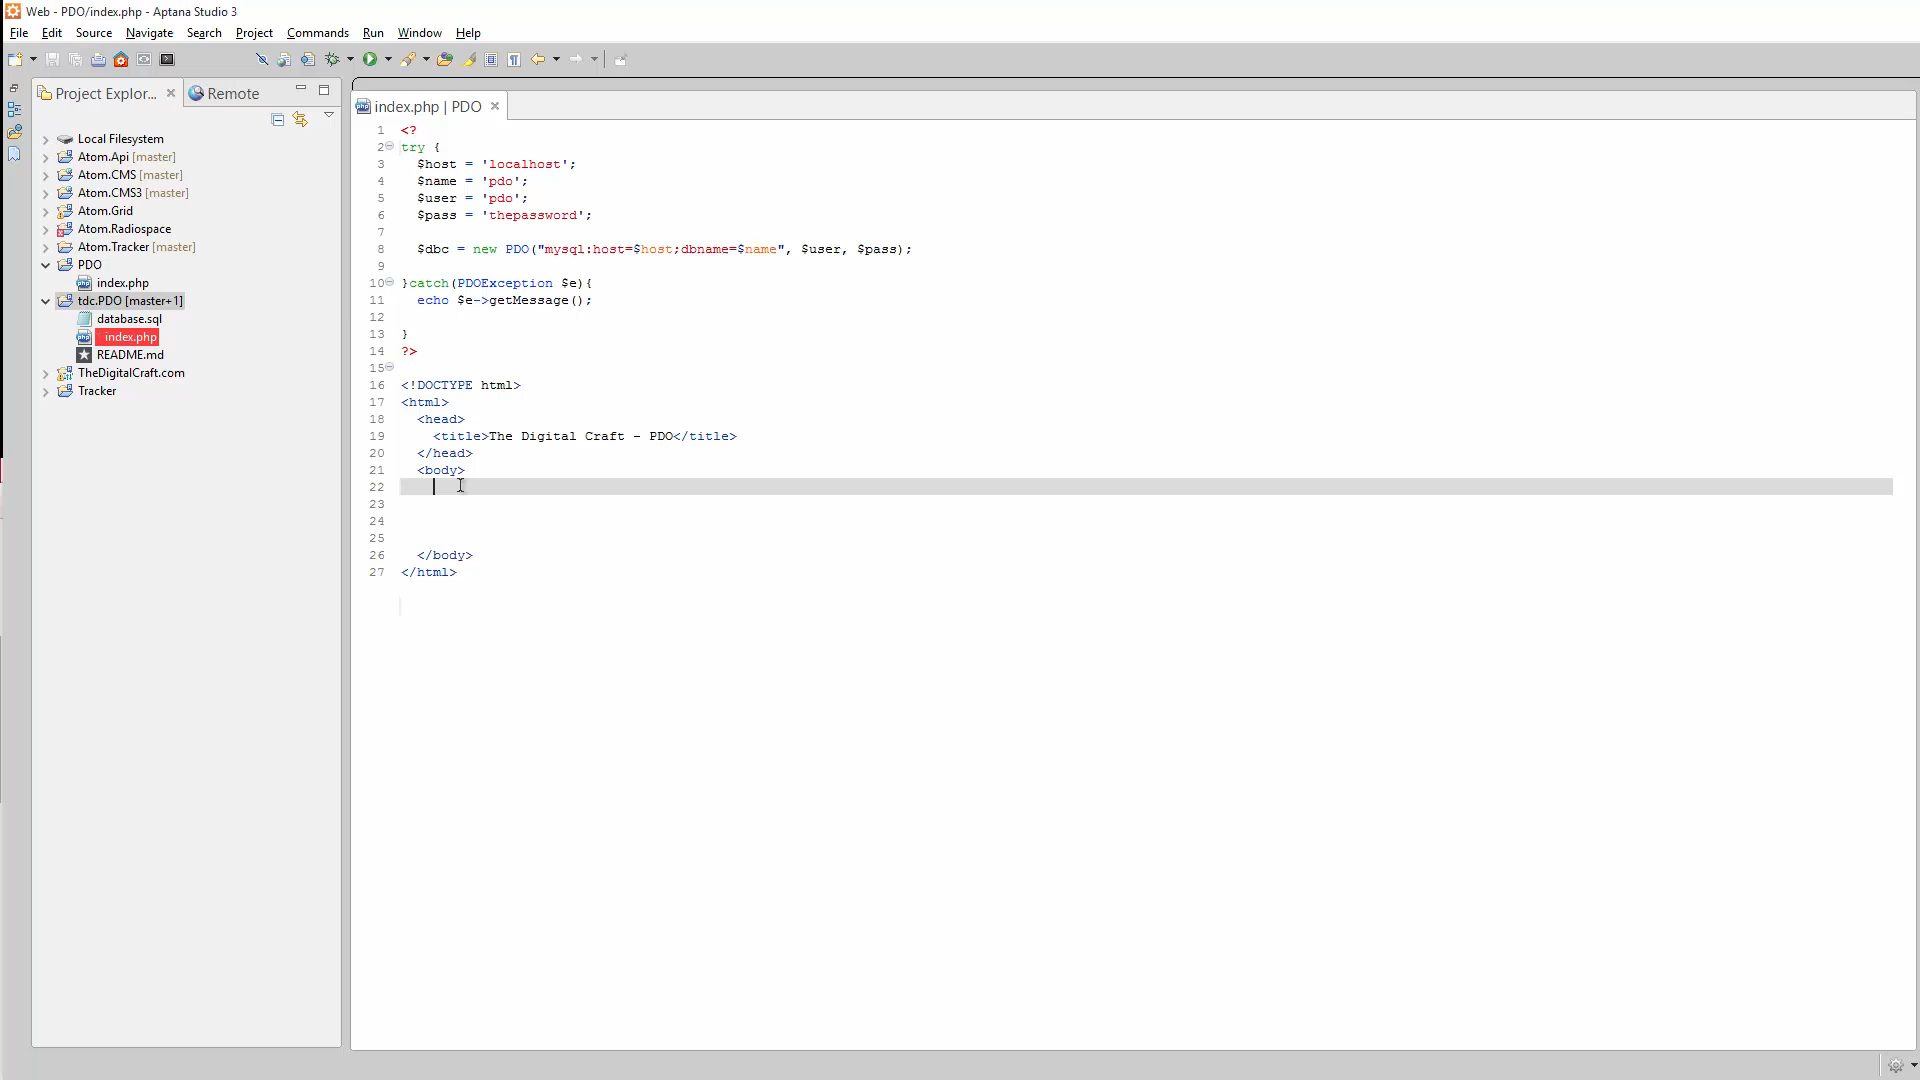 Web - PDO/index.php - Aptana Studio 3
File Edit Source Navigate Search Project Commands Run Window Help
Project Explor... Remote
Local Filesystem
Atom.Api [master]
Atom.CMS [master]
Atom.CMS3 [master]
Atom.Grid
Atom.Radiospace
Atom.Tracker [master]
PDO
index.php
tdc.PDO [master+1]
database.sql
index.php
README.md
TheDigitalCraft.com
Tracker
index.php | PDO
1 <?
2 try {
3 $host = 'localhost';
4 $name = 'pdo';
5 $user = 'pdo';
6 $pass = 'thepassword';
7
8 $dbc = new PDO("mysql:host=$host;dbname=$name", $user, $pass);
9
10 }catch(PDOException $e){
11 echo $e->getMessage();
12
13 }
14 ?>
15
16 <!DOCTYPE html>
17 <html>
18 <head>
19 <title>The Digital Craft - PDO</title>
20 </head>
21 <body>
22
23
24
25
26 </body>
27 </html>